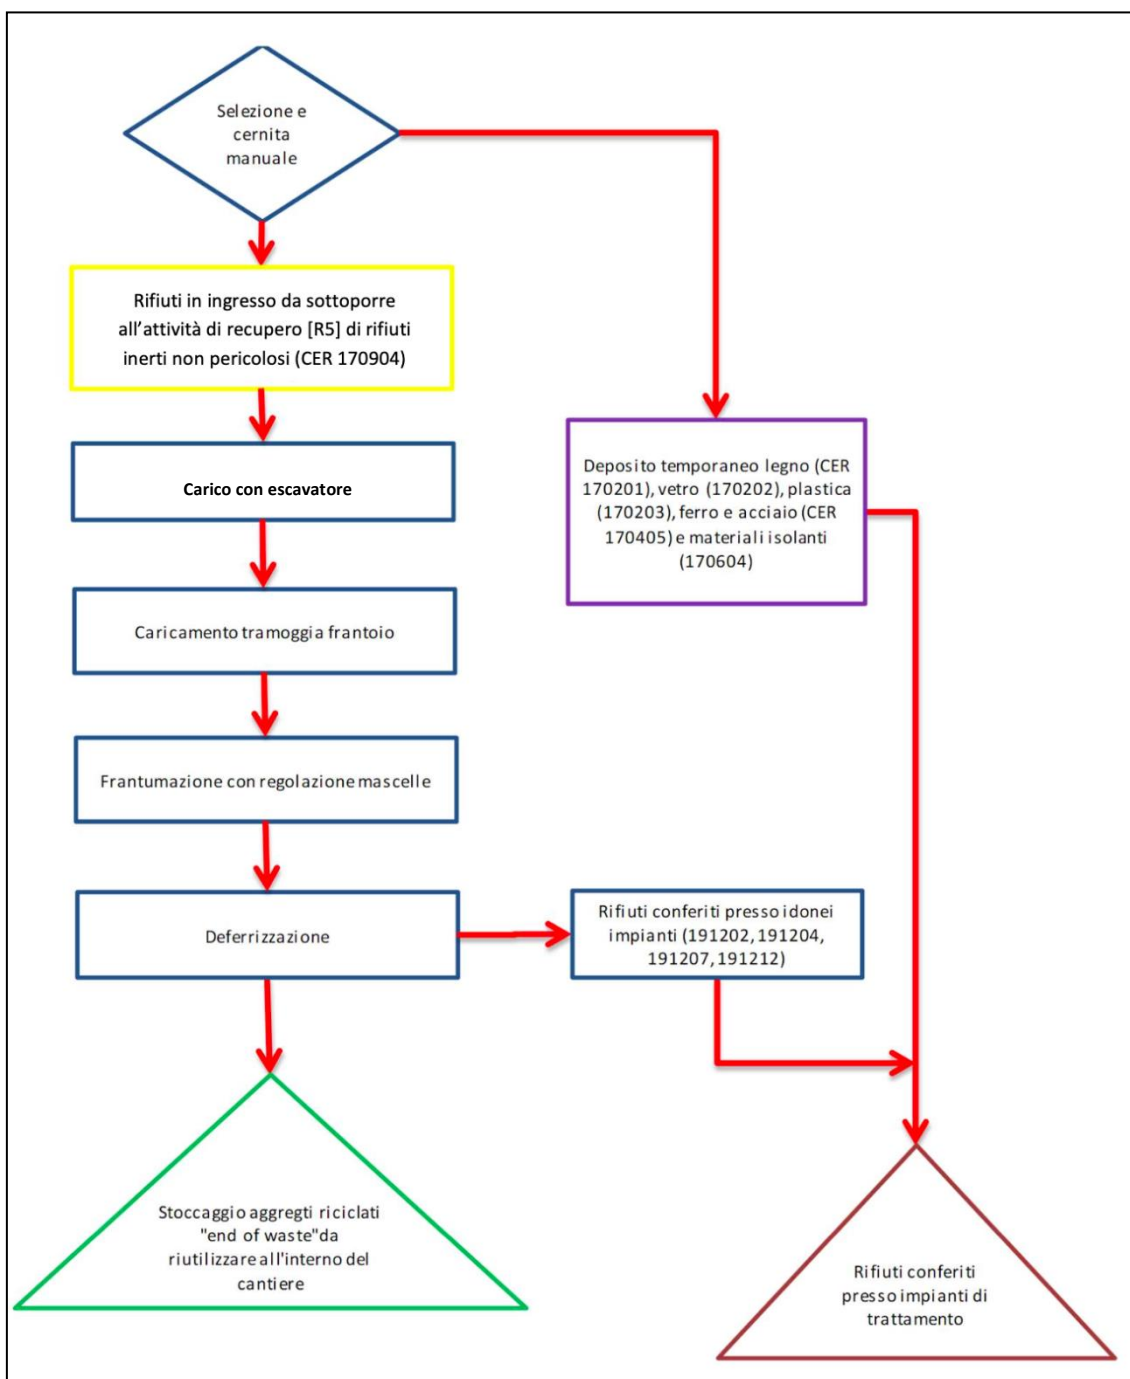 Selezione e
cernita
manuale
Rifiuti in ingresso da sottoporre
all'attività di recupero [R5] di rifiuti
inerti non pericolosi (CER 170904)
Carico con escavatore
Deposito temporaneo legno (CER
170201), vetro (170202), plastica
(170203), ferro e acciaio (CER
170405) e materiali isolanti
(170604)
Caricamento tramoggia frantoio
Frantumazione con regolazione mascelle
Deferrizzazione
Rifiuti conferiti presso idonei
impianti (191202, 191204,
191207, 191212)
Stoccaggio aggregti riciclati
"end of waste"da
riutilizzare all'interno del
cantiere
Rifiuti conferiti
presso impianti di
trattamento